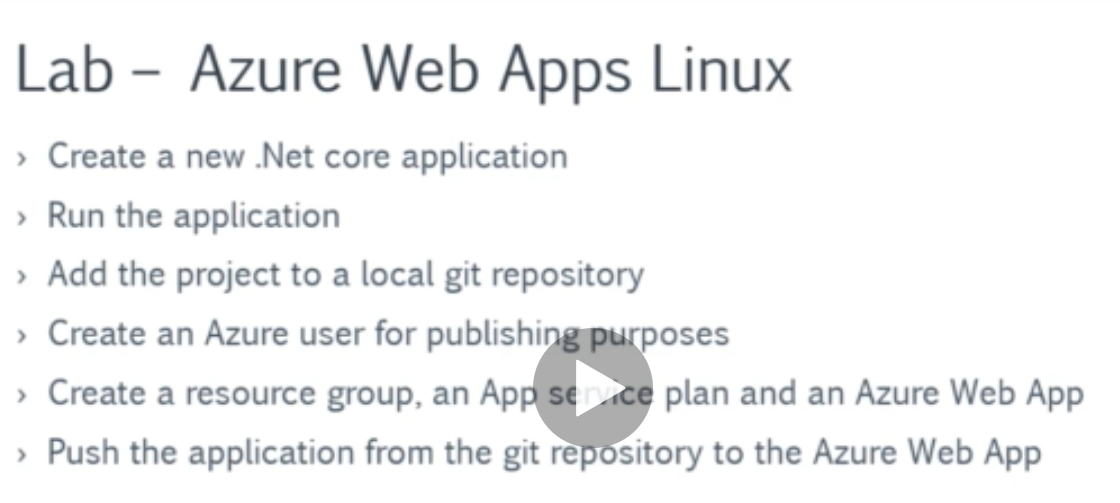 Lab – Azure Web Apps Linux
› Create a new .Net core application
› Run the application
› Add the project to a local git repository
› Create an Azure user for publishing purposes
› Create a resource group, an App service plan and an Azure Web App
› Push the application from the git repository to the Azure Web App